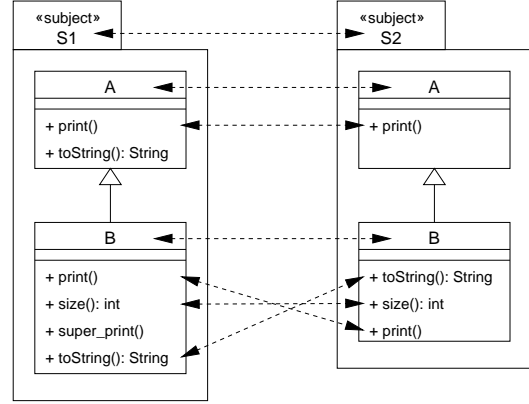 «subject»
S1
A
+ print()
+ toString(): String
B
+ print()
+ size(): int
+ super_print()
+ toString(): String
«subject»
S2
A
+ print()
B
+ toString(): String
+ size(): int
+ print()